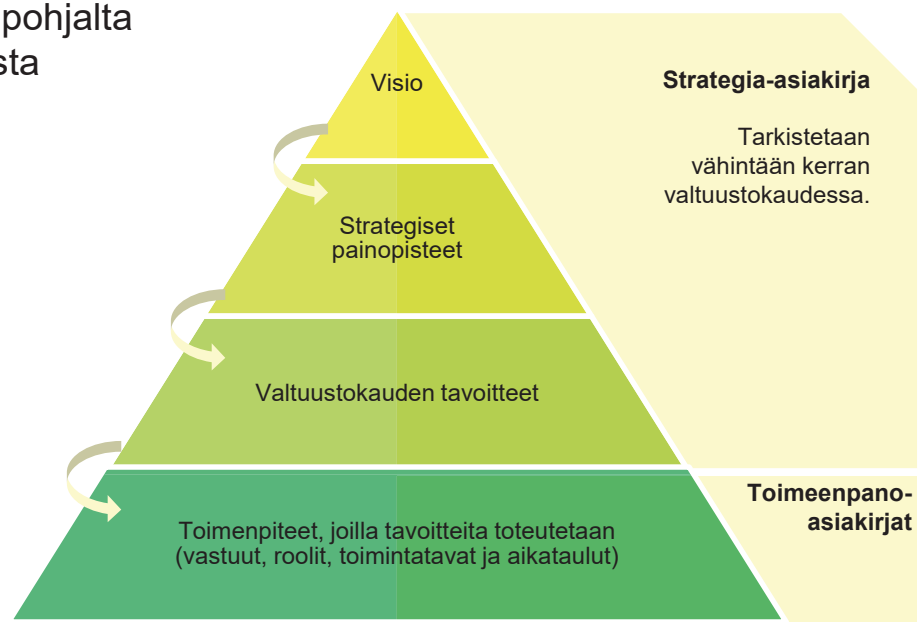 pohjalta
sta
Visio
Strategia-asiakirja
Tarkistetaan
vähintään kerran
valtuustokaudessa.
Strategiset
painopisteet
Valtuustokauden tavoitteet
Toimeenpano-
asiakirjat
Toimenpiteet, joilla tavoitteita toteutetaan
(vastuut, roolit, toimintatavat ja aikataulut)